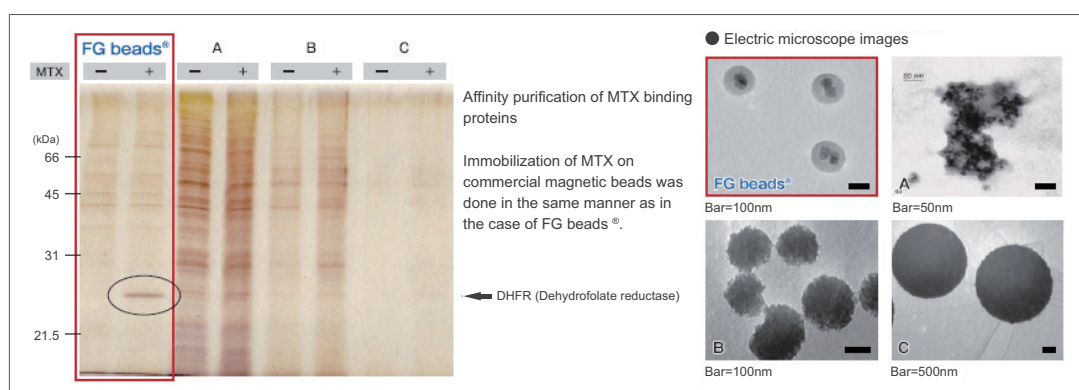 FG beads® A B C
MTX − + − + − + − +
(kDa)
66
45
31
21.5
Affinity purification of MTX binding
proteins
Immobilization of MTX on
commercial magnetic beads was
done in the same manner as in
the case of FG beads ®.
DHFR (Dehydrofolate reductase)
● Electric microscope images
FG beads®
Bar=100nm
50 nm
A
Bar=50nm
B
Bar=100nm
C
Bar=500nm